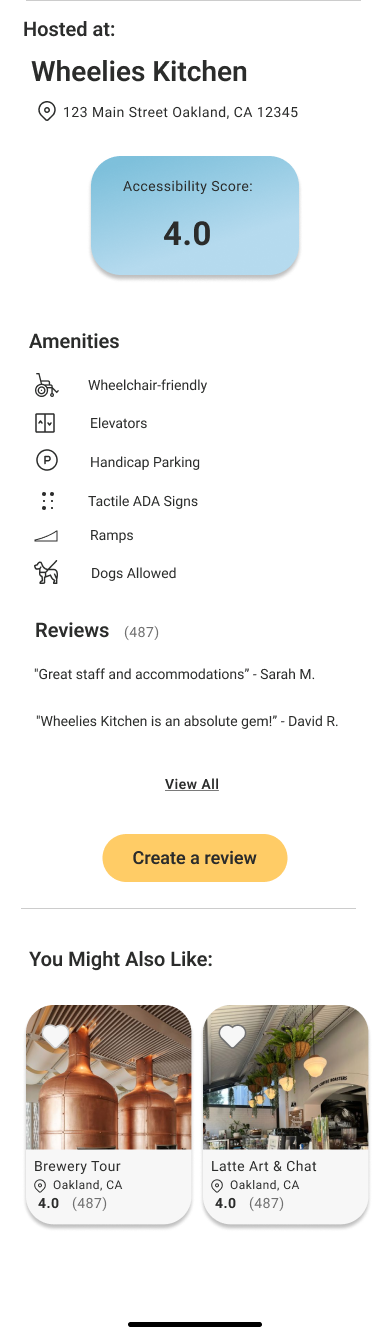 Hosted at:
Wheelies Kitchen
123 Main Street Oakland, CA 12345
Accessibility Score:
4.0
Amenities
Wheelchair-friendly
Elevators
P
Handicap Parking
Tactile ADA Signs
Ramps
Dogs Allowed
Reviews (487)
"Great staff and accommodations” - Sarah M.
"Wheelies Kitchen is an absolute gem!” - David R.
View All
Create a review
You Might Also Like:
Brewery Tour
Oakland, CA
4.0 (487)
Latte Art & Chat
Oakland, CA
4.0 (487)